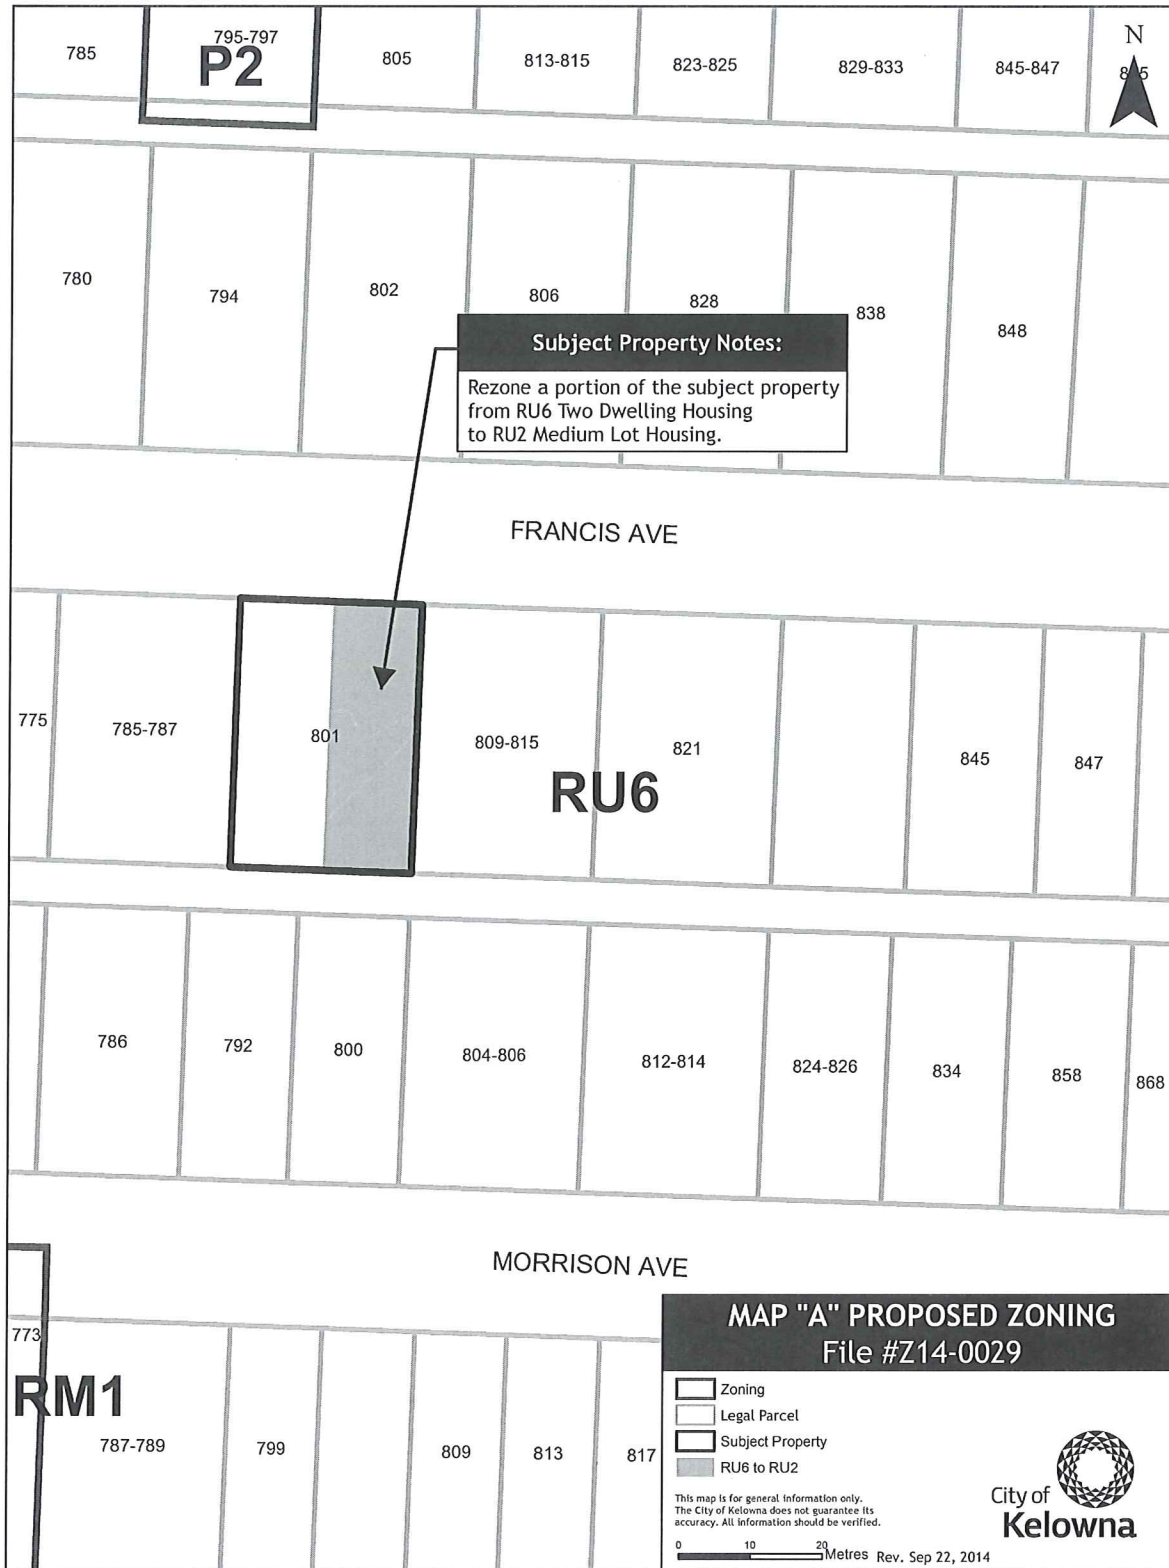 785
795-797
P2
805
813-815
823-825
829-833
845-847
N
780
794
802
806
828
838
848
Subject Property Notes:
Rezone a portion of the subject property
from RU6 Two Dwelling Housing
to RU2 Medium Lot Housing.
FRANCIS AVE
775
785-787
801
809-815
821
845
847
RU6
786
792
800
804-806
812-814
824-826
834
858
868
MORRISON AVE
773
RM1
787-789
799
809
813
817
MAP "A" PROPOSED ZONING
File #Z14-0029
Zoning
Legal Parcel
Subject Property
RU6 to RU2
This map is for general information only.
The City of Kelowna does not guarantee its
accuracy. All information should be verified.
0 10 20 Metres
Rev. Sep 22, 2014
City of
Kelowna